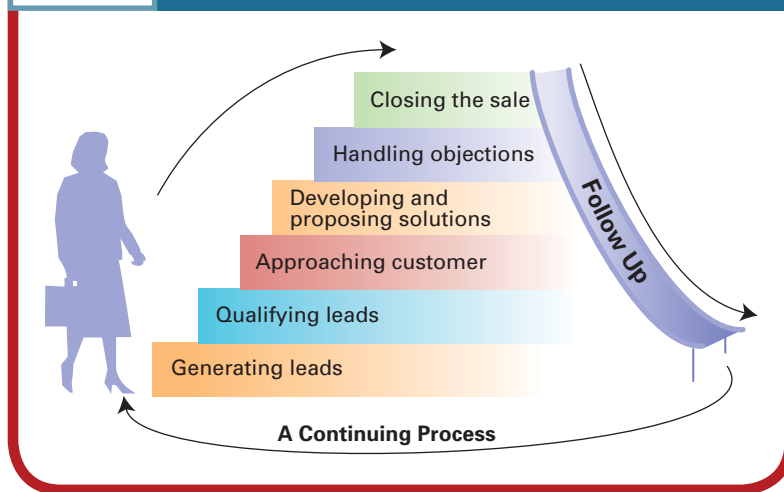 Closing the sale
Handling objections
Developing and
proposing solutions
Approaching customer
Qualifying leads
Generating leads
Follow Up
A Continuing Process